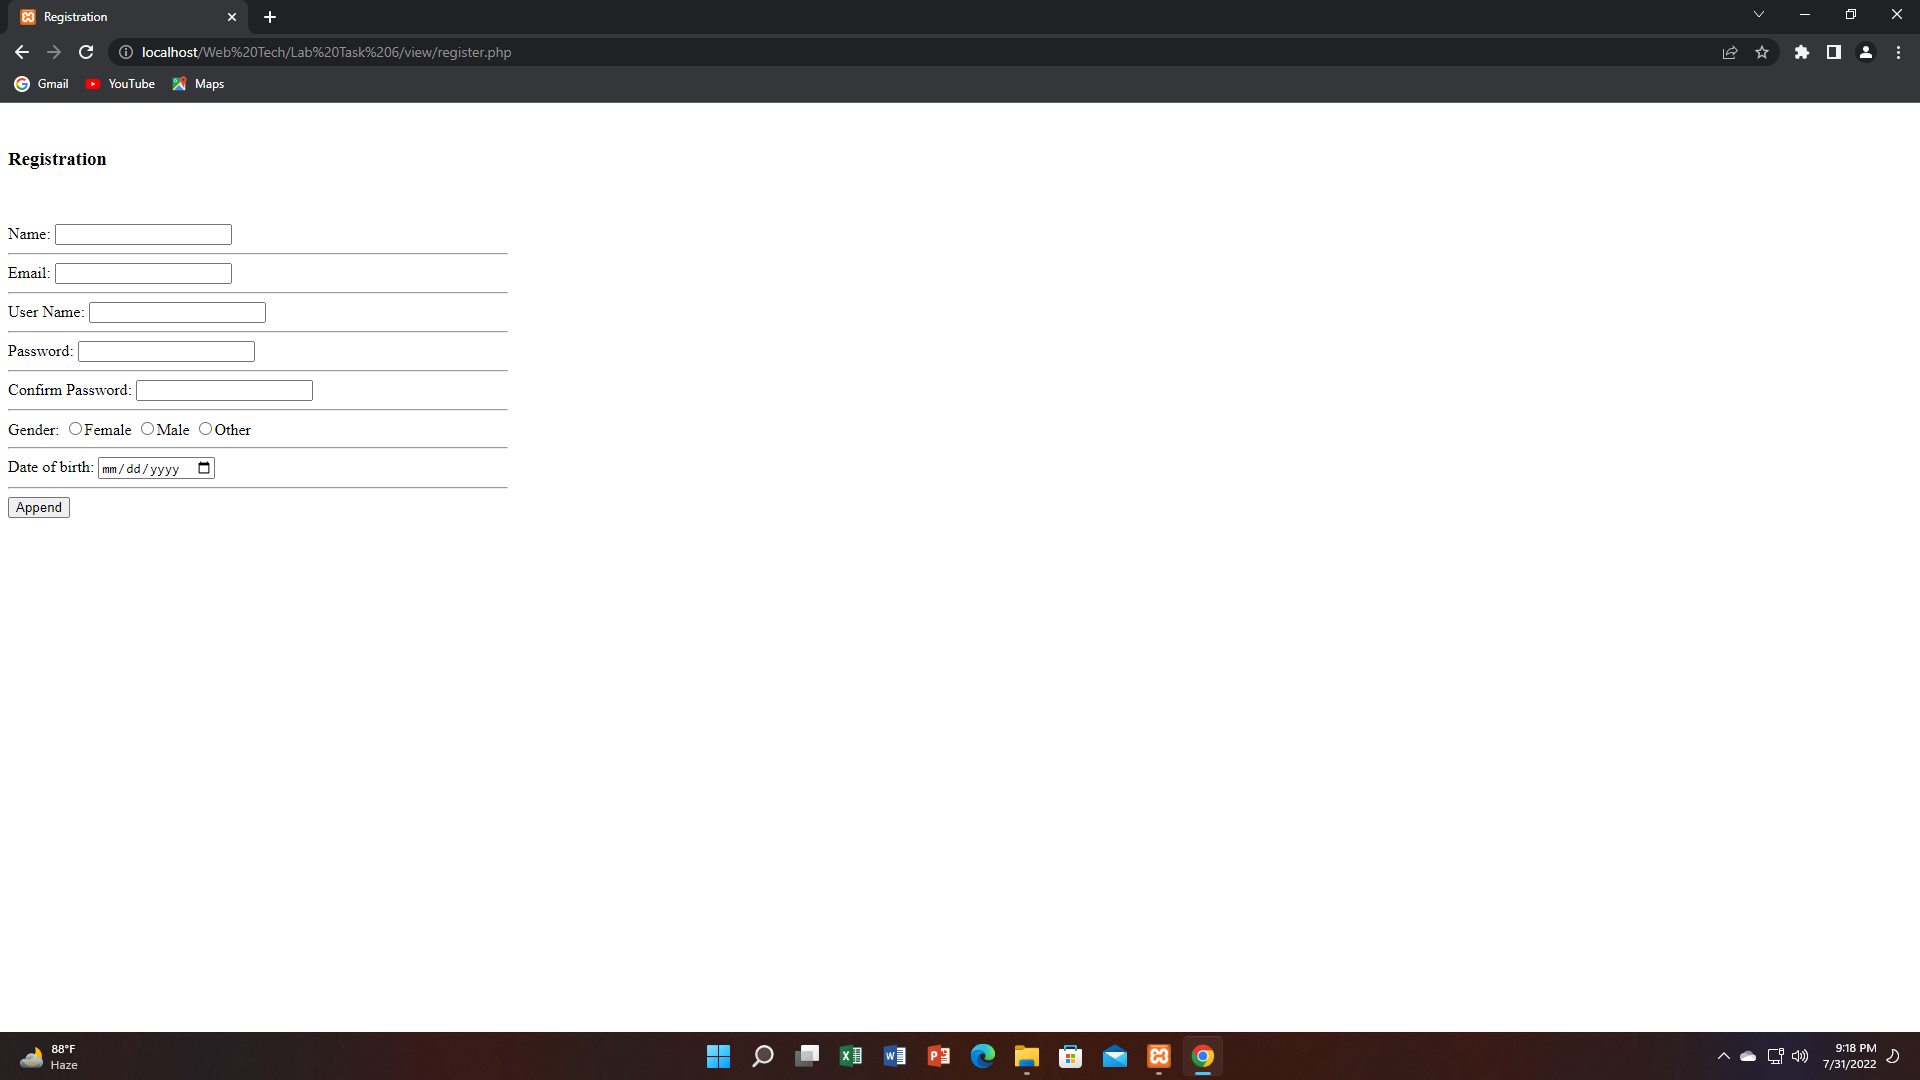 Registration
localhost/Web%20Tech/Lab%20Task%206/view/register.php
Gmail YouTube Maps
Registration
Name:
Email:
User Name:
Password:
Confirm Password:
Gender: Female Male Other
Date of birth: mm/dd/yyyy
Append
88°F
Haze
9:18 PM
7/31/2022